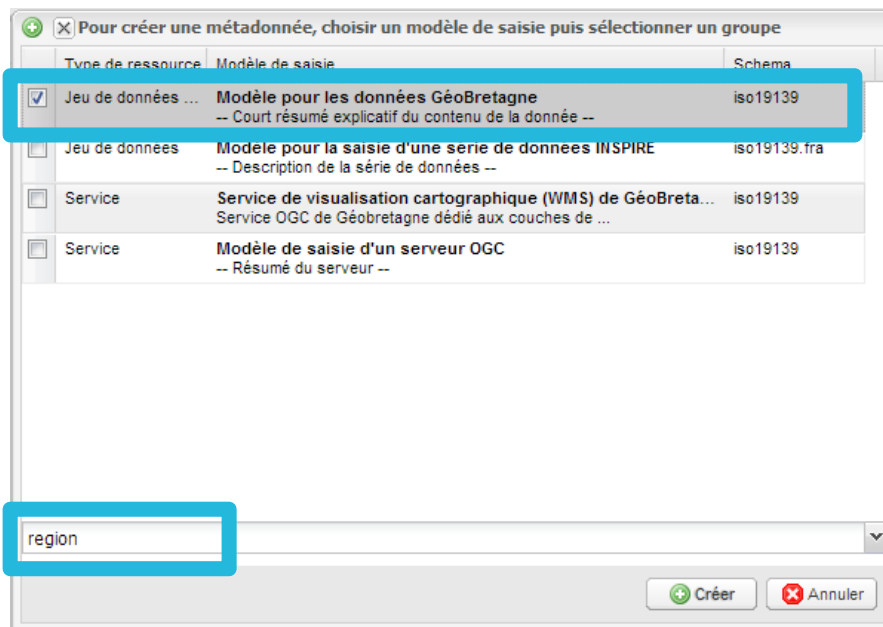 Pour créer une métadonnée, choisir un modèle de saisie puis sélectionner un groupe
Type de ressource Modèle de saisie Schema
Jeu de données ... Modèle pour les données GéoBretagne iso19139
-- Court résumé explicatif du contenu de la donnée --
Jeu de données Modèle pour la saisie d'une série de données INSPIRE iso19139.fra
-- Description de la série de données --
Service Service de visualisation cartographique (WMS) de GéoBreta... iso19139
Service OGC de Géobretagne dédié aux couches de ...
Service Modèle de saisie d'un serveur OGC iso19139
-- Résumé du serveur --
region
Créer Annuler